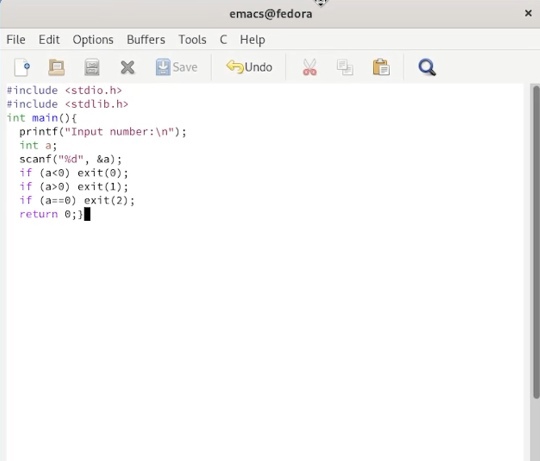 emacs@fedora ×
File Edit Options Buffers Tools C Help
Save Undo
#include <stdio.h>
#include <stdlib.h>
int main(){
  printf("Input number:\n");
  int a;
  scanf("%d", &a);
  if (a<0) exit(0);
  if (a>0) exit(1);
  if (a==0) exit(2);
  return 0;}